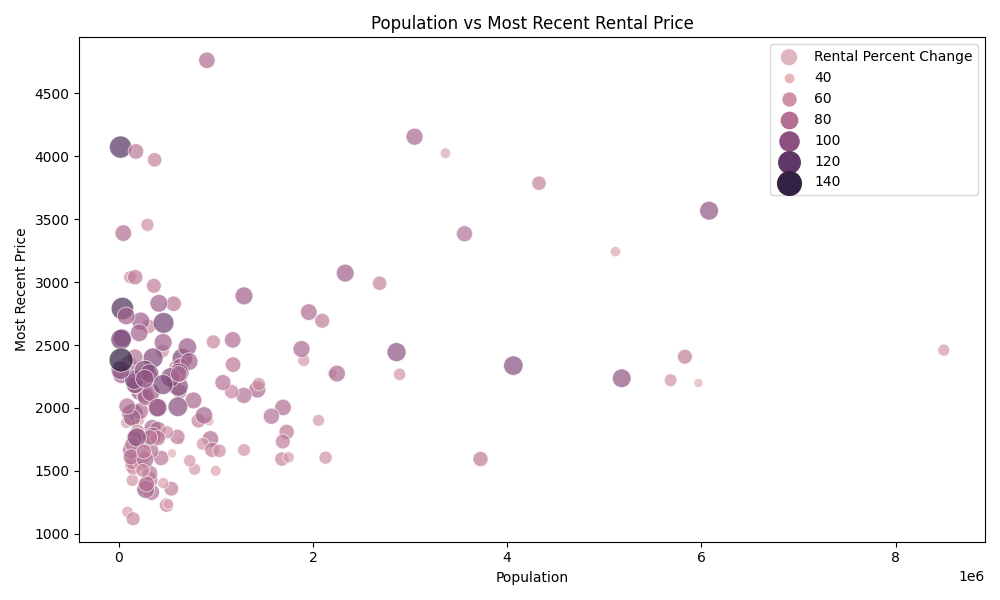 Population vs Most Recent Rental Price
Most Recent Price
4500
4000
3500
3000
2500
2000
1500
1000
Rental Percent Change
40
60
80
100
120
140
0 2 4 6 8
1e6
Population